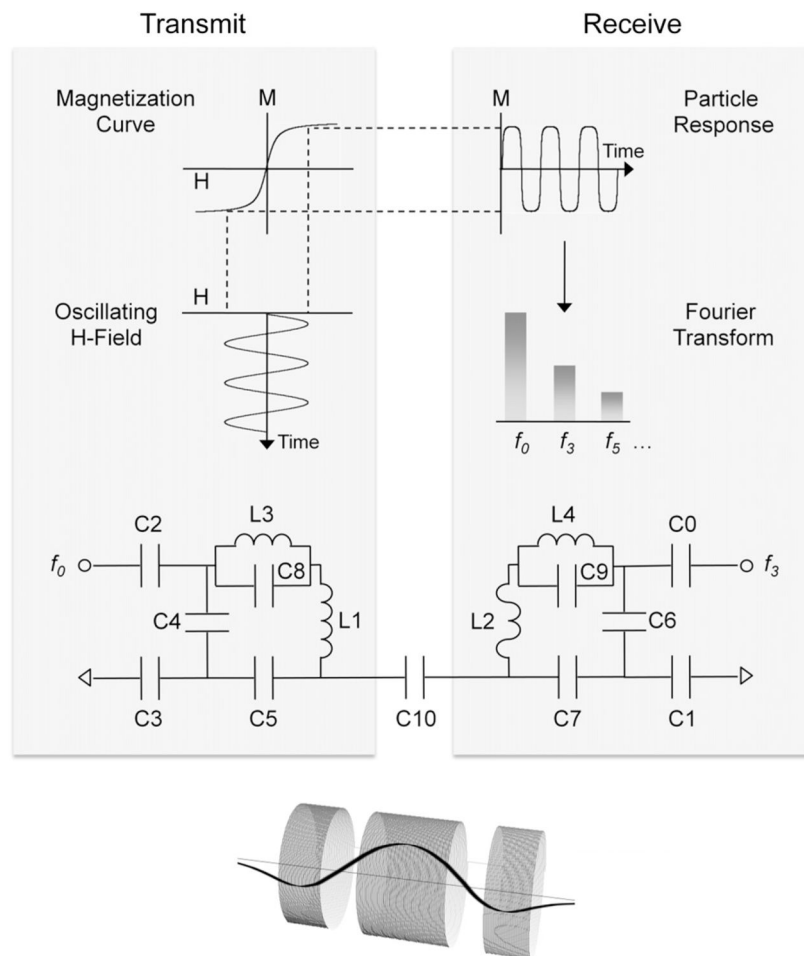 Transmit
Receive
Magnetization
Curve
M
H
M
Time
Particle
Response
Oscillating
H-Field
H
Time
Fourier
Transform
f0 f3 f5 ...
C2
L3
L4
C0
f0
C8
C9
f3
C4
L1
L2
C6
C3
C5
C10
C7
C1